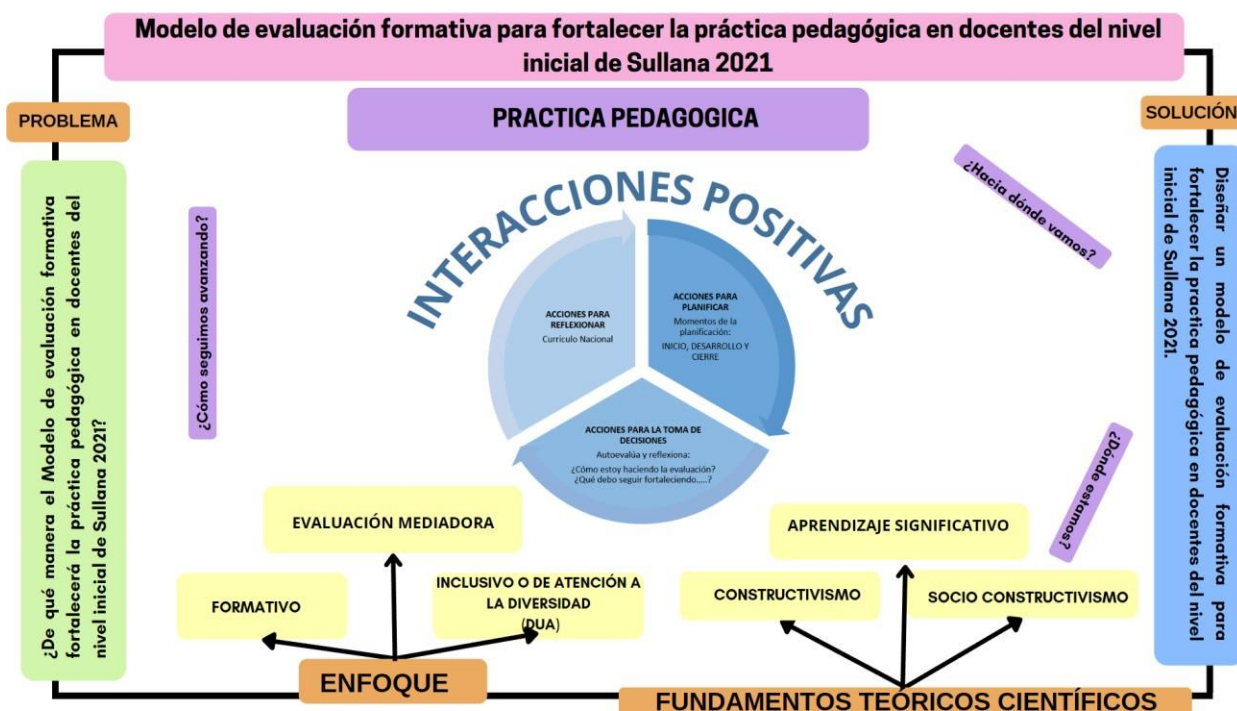 Modelo de evaluación formativa para fortalecer la práctica pedagógica en docentes del nivel
inicial de Sullana 2021
PROBLEMA
PRACTICA PEDAGOGICA
SOLUCIÓN
¿De qué manera el Modelo de evaluación formativa
fortalecerá la práctica pedagógica en docentes del
nivel inicial de Sullana 2021?
¿Cómo seguimos avanzando?
INTERACCIONES POSITIVAS
¿Hacia dónde vamos?
Diseñar un modelo de evaluación formativa para
fortalecer la practica pedagógica en docentes del nivel
inicial de Sullana 2021.
ACCIONES PARA
REFLEXIONAR
Currículo Nacional
ACCIONES PARA
PLANIFICAR
Momentos de la
planificación:
INICIO, DESARROLLO Y
CIERRE
ACCIONES PARA LA TOMA DE
DECISIONES
Autoevalúa y reflexiona:
¿Cómo estoy haciendo la evaluación?
¿Qué debo seguir fortaleciendo.....?
¿Dónde estamos?
EVALUACIÓN MEDIADORA
FORMATIVO
INCLUSIVO O DE ATENCIÓN A
LA DIVERSIDAD
(DUA)
ENFOQUE
APRENDIZAJE SIGNIFICATIVO
CONSTRUCTIVISMO
SOCIO CONSTRUCTIVISMO
FUNDAMENTOS TEÓRICOS CIENTÍFICOS